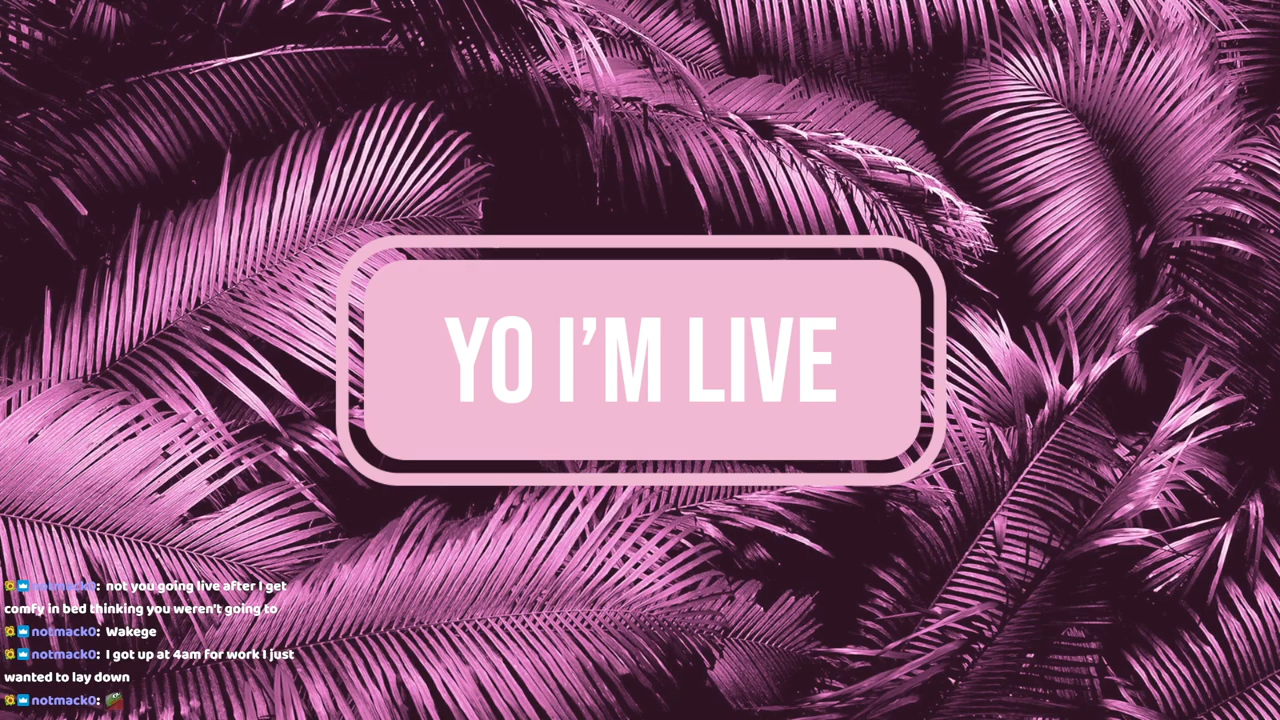 YO I’M LIVE
notmack0: not you going live after I get
comfy in bed thinking you weren't going to
notmack0: Wakege
notmack0: I got up at 4am for work I just
wanted to lay down
notmack0: